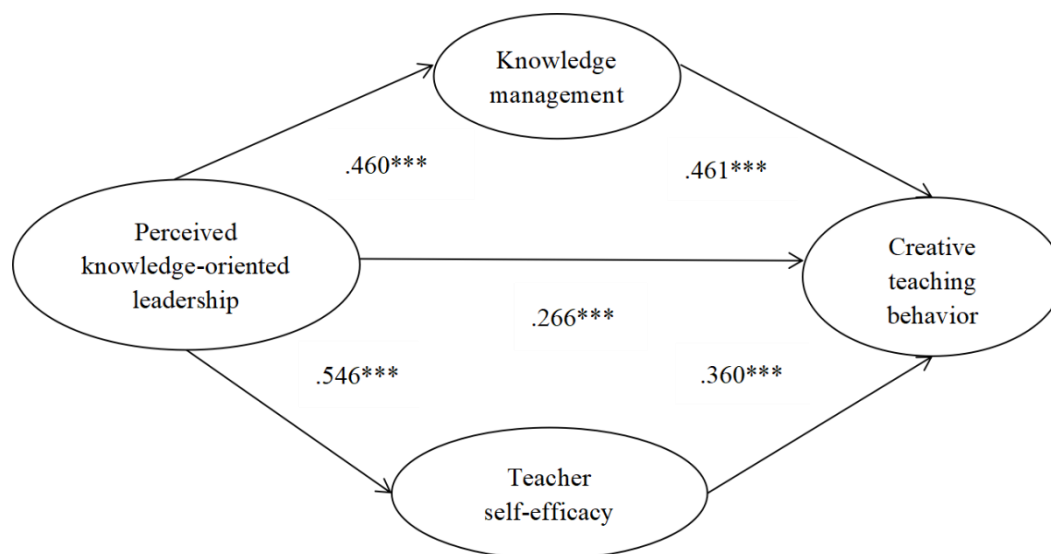 Knowledge
management
.460***
.461***
Perceived
knowledge-oriented
leadership
Creative
teaching
behavior
.266***
.546***
.360***
Teacher
self-efficacy